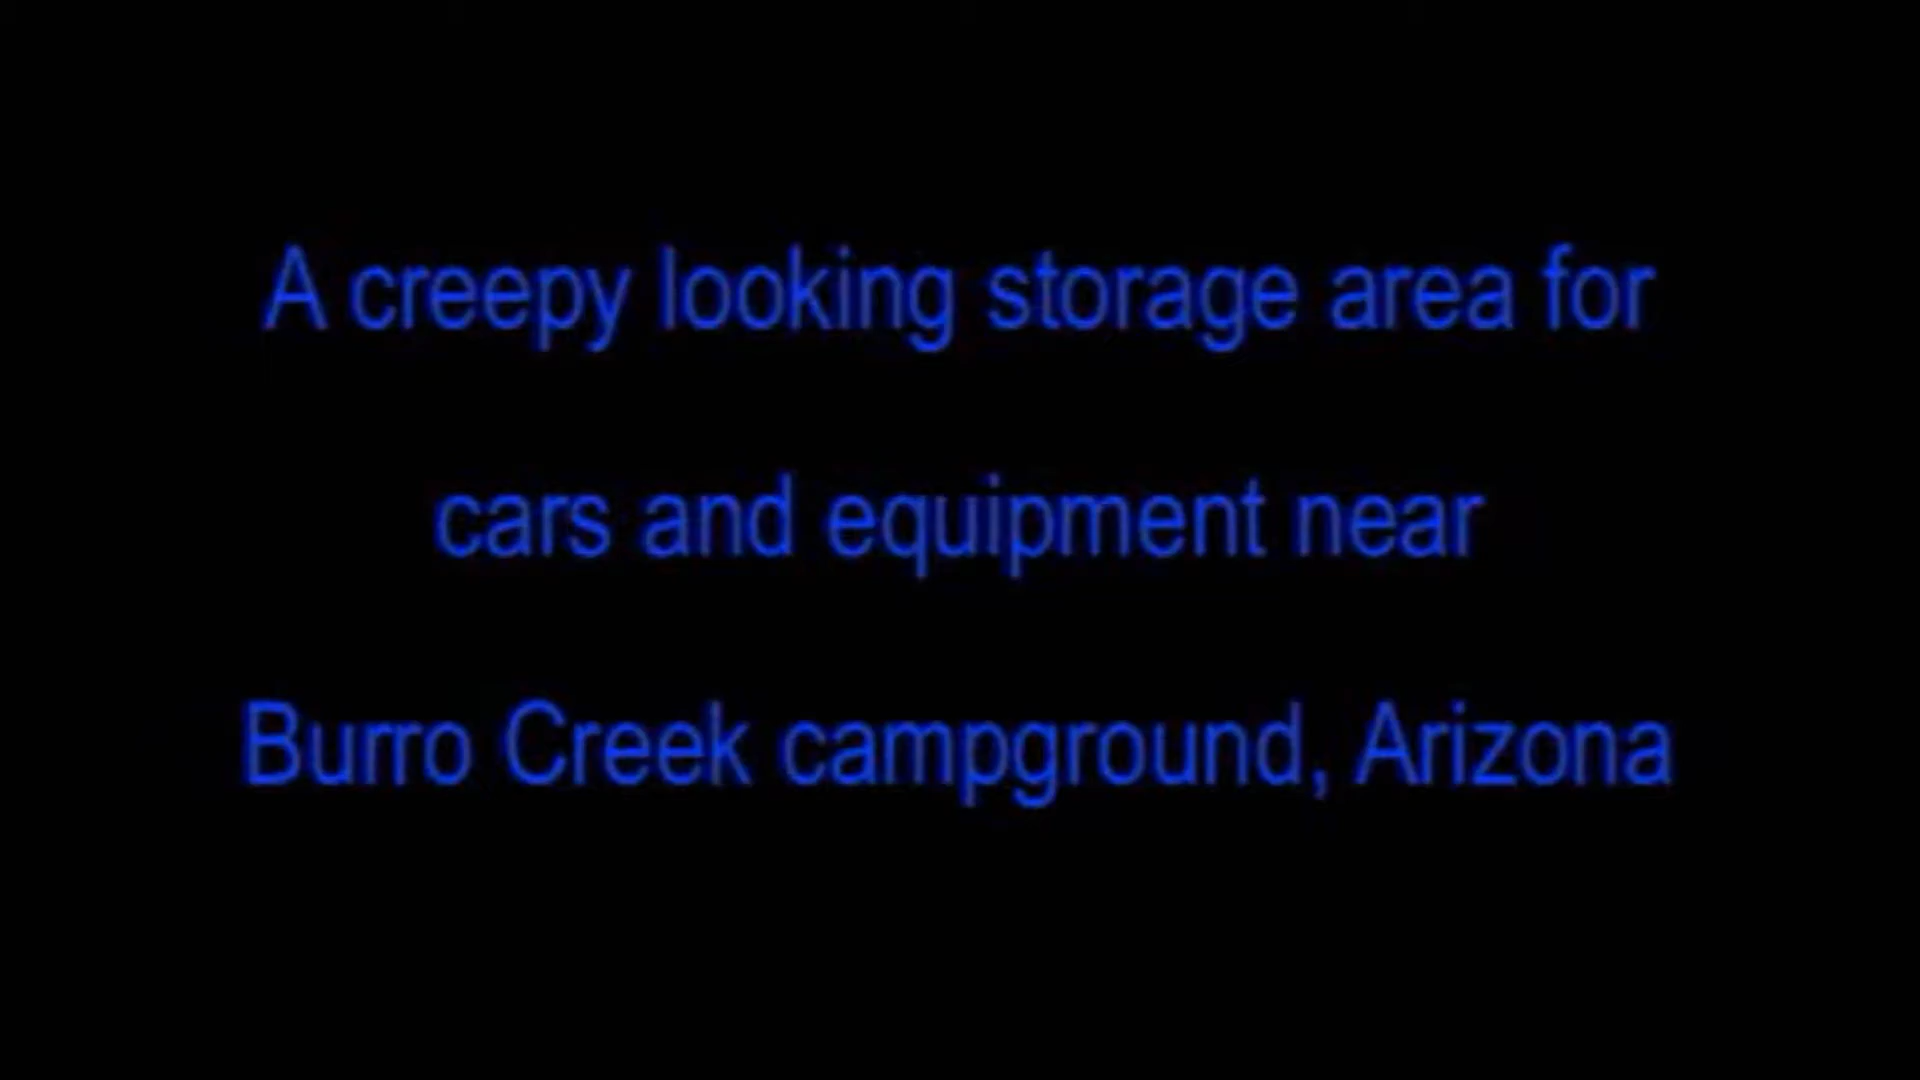 A creepy looking storage area for
cars and equipment near
Burro Creek campground, Arizona